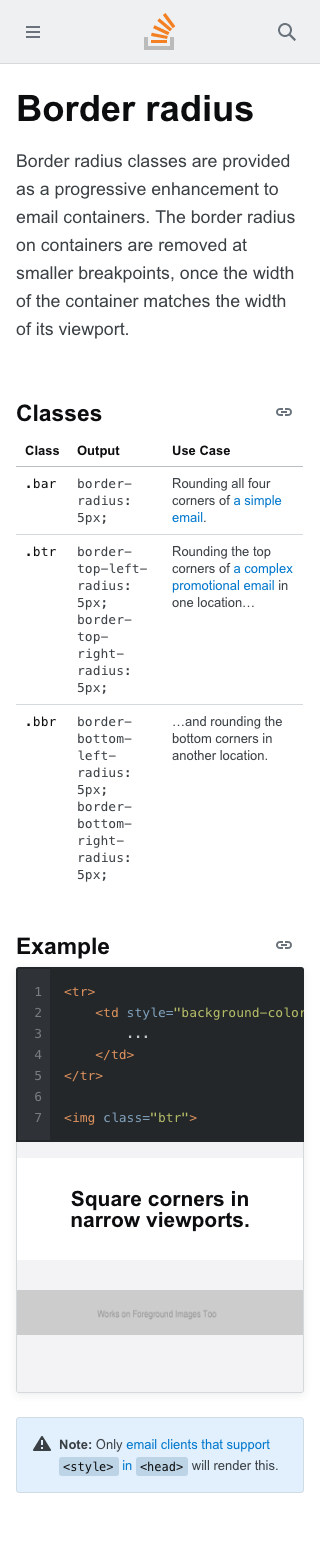 Border radius
Border radius classes are provided
as a progressive enhancement to
email containers. The border radius
on containers are removed at
smaller breakpoints, once the width
of the container matches the width
of its viewport.
Classes
Class Output Use Case
.bar border-
radius:
5px;
Rounding all four
corners of a simple
email.
.btr border-
top-left-
radius:
5px;
border-
top-
right-
radius:
5px;
Rounding the top
corners of a complex
promotional email in
one location…
.bbr border-
bottom-
left-
radius:
5px;
border-
bottom-
right-
radius:
5px;
…and rounding the
bottom corners in
another location.
Example
1 <tr>
2 <td style="background-color
3 ...
4 </td>
5 </tr>
6
7 <img class="btr">
Square corners in
narrow viewports.
Works on Foreground Images Too
Note: Only email clients that support
<style> in <head> will render this.